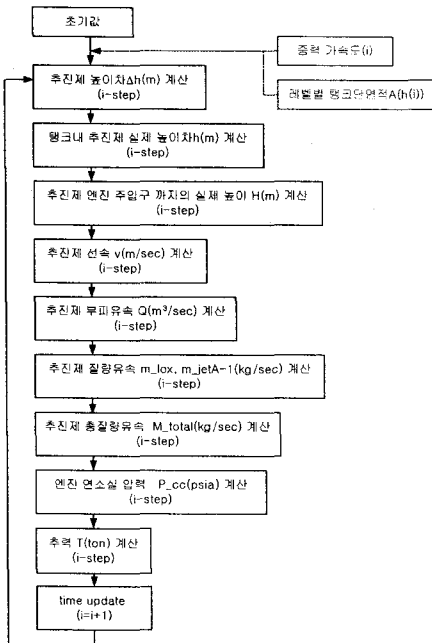 초기값
중력 가속도(i)
추진제 높이차Δh(m) 계산
(i-step)
레벨별 탱크단면적A(h(i))
탱크내 추진제 실제 높이차h(m) 계산
(i-step)
추진제 엔진 주입구 까지의 실제 높이 H(m) 계산
(i-step)
추진제 선속 v(m/sec) 계산
(i-step)
추진제 부피유속 Q(m³/sec) 계산
(i-step)
추진제 질량유속 m_lox, m_jetA-1(kg/sec) 계산
(i-step)
추진제 총질량유속 M_total(kg/sec) 계산
(i-step)
엔진 연소실 압력 P_cc(psia) 계산
(i-step)
추력 T(ton) 계산
(i-step)
time update
(i=i+1)